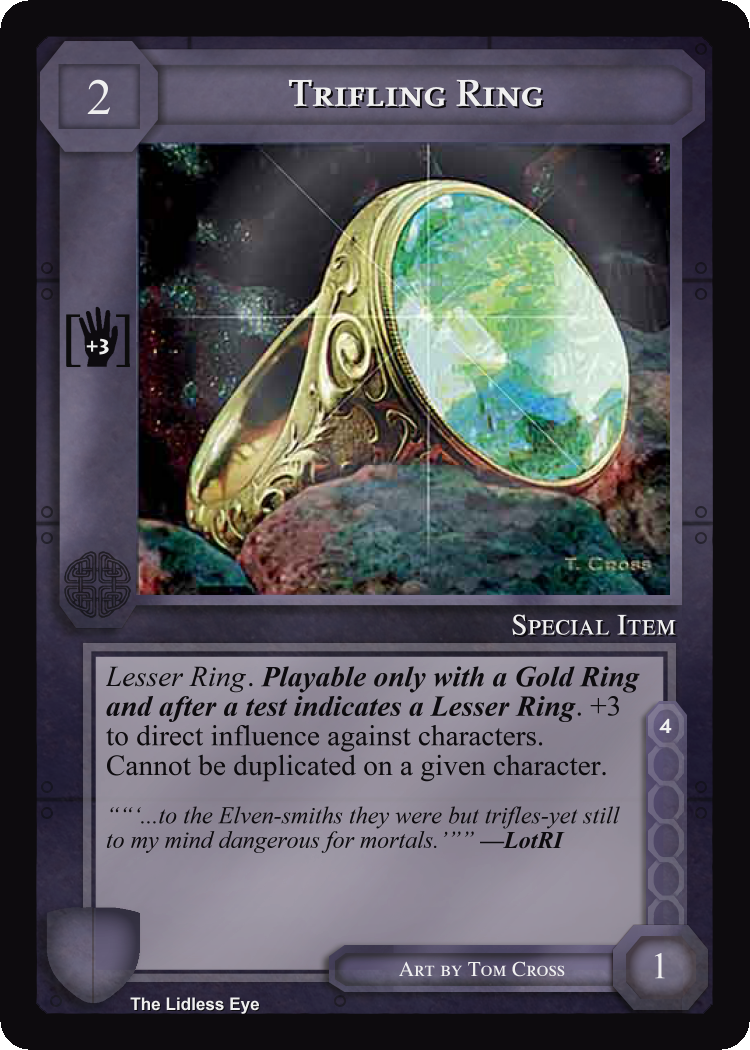 2
Trifling Ring
+3
T. Cross
Special Item
Lesser Ring. Playable only with a Gold Ring
and after a test indicates a Lesser Ring. +3
to direct influence against characters.
Cannot be duplicated on a given character.
4
““‘...to the Elven-smiths they were but trifles-yet still
to my mind dangerous for mortals.’”” —LotRI
Art by Tom Cross
1
The Lidless Eye